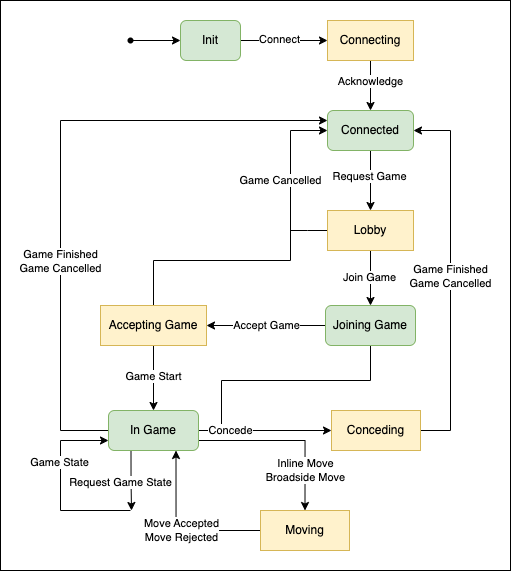 Init
Connect
Connecting
Acknowledge
Connected
Game Cancelled
Request Game
Lobby
Game Finished
Game Cancelled
Join Game
Game Finished
Game Cancelled
Accepting Game
Accept Game
Joining Game
Game Start
In Game
Concede
Conceding
Game State
Request Game State
Inline Move
Broadside Move
Move Accepted
Move Rejected
Moving